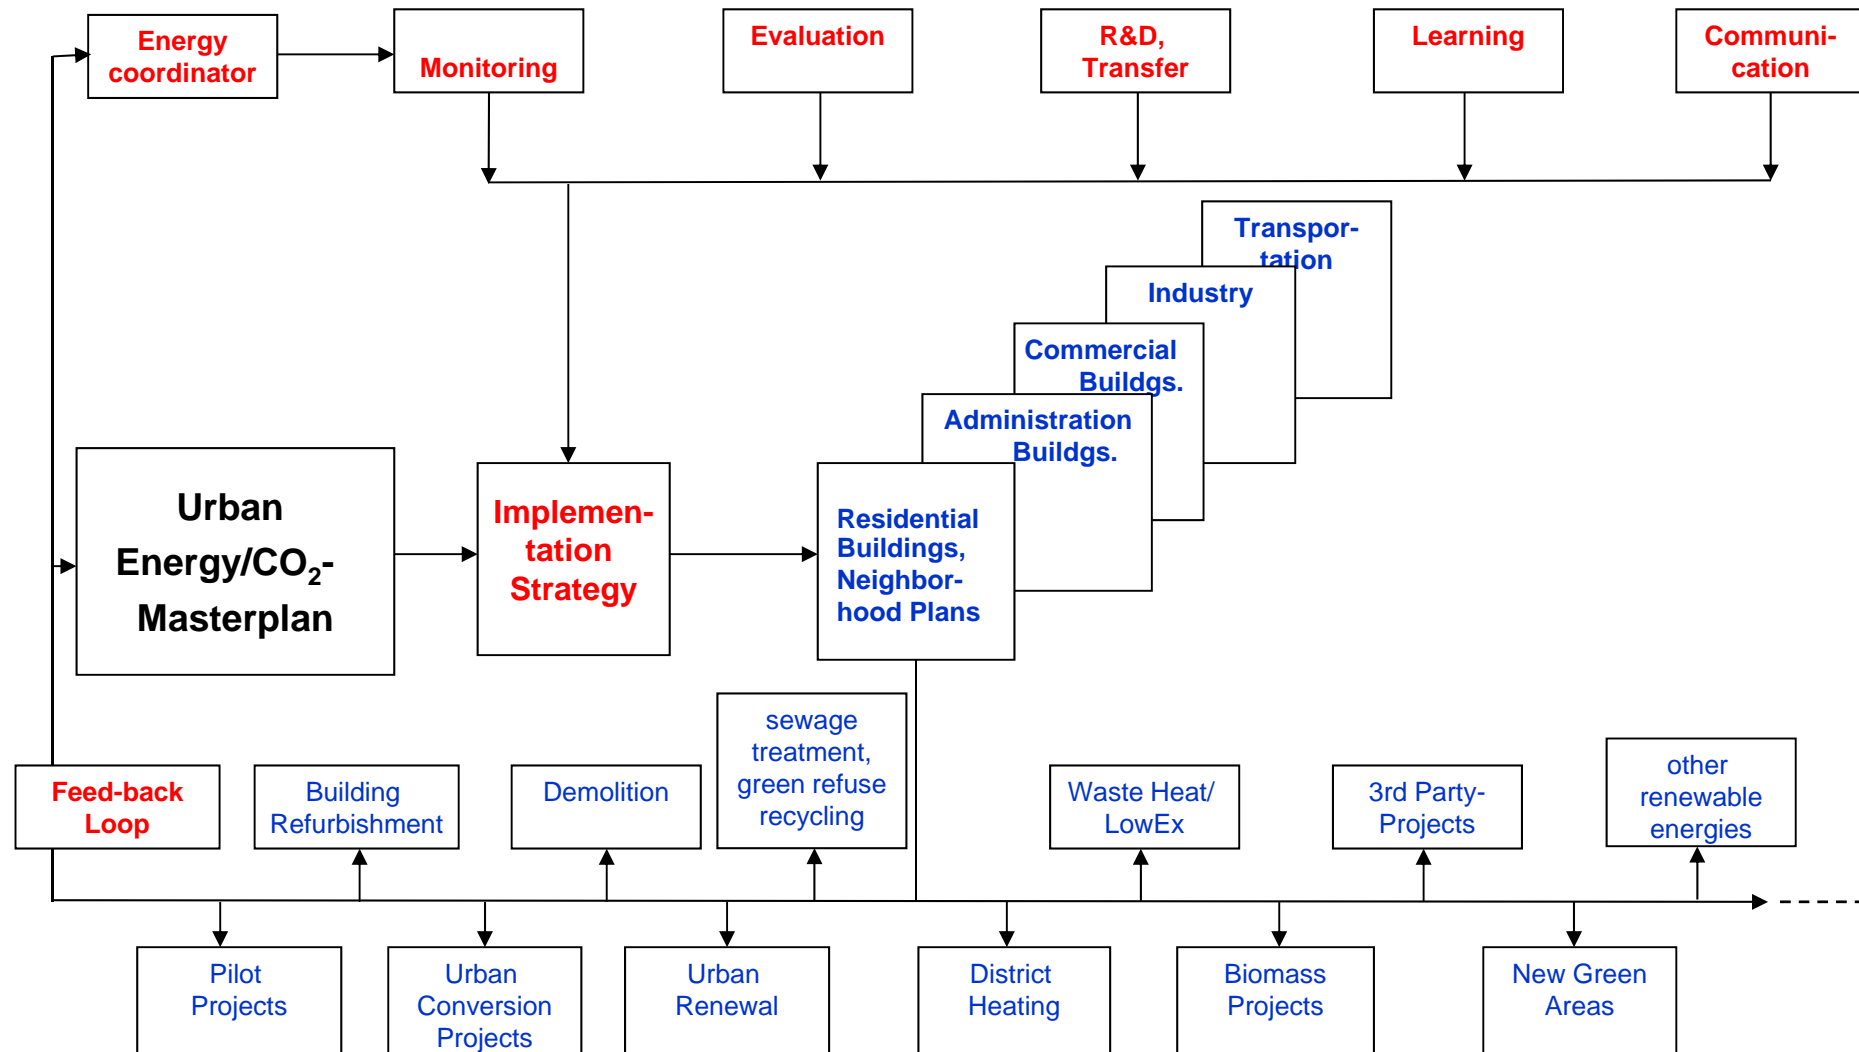 Energy
coordinator
Monitoring
Evaluation
R&D,
Transfer
Learning
Communi-
cation
Transpor-
tation
Industry
Commercial
Buildgs.
Administration
Buildgs.
Urban
Energy/CO₂-
Masterplan
Implemen-
tation
Strategy
Residential
Buildings,
Neighbor-
hood Plans
Feed-back
Loop
Building
Refurbishment
Demolition
sewage
treatment,
green refuse
recycling
Waste Heat/
LowEx
3rd Party-
Projects
other
renewable
energies
Pilot
Projects
Urban
Conversion
Projects
Urban
Renewal
District
Heating
Biomass
Projects
New Green
Areas